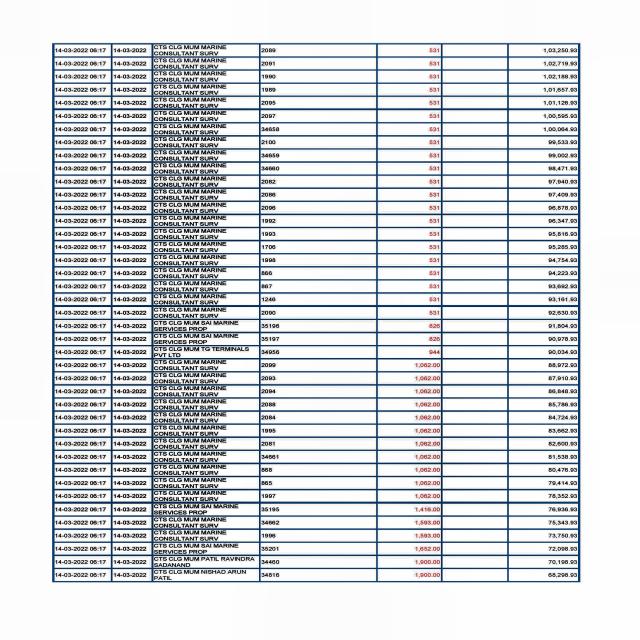 14-03-2022 06:17 14-03-2022 CTS CLG MUM MARINE CONSULTANT SURV 2089 531 1,03,250.93
14-03-2022 06:17 14-03-2022 CTS CLG MUM MARINE CONSULTANT SURV 2091 531 1,02,719.93
14-03-2022 06:17 14-03-2022 CTS CLG MUM MARINE CONSULTANT SURV 1990 531 1,02,188.93
14-03-2022 06:17 14-03-2022 CTS CLG MUM MARINE CONSULTANT SURV 1989 531 1,01,657.93
14-03-2022 06:17 14-03-2022 CTS CLG MUM MARINE CONSULTANT SURV 2095 531 1,01,126.93
14-03-2022 06:17 14-03-2022 CTS CLG MUM MARINE CONSULTANT SURV 2097 531 1,00,595.93
14-03-2022 06:17 14-03-2022 CTS CLG MUM MARINE CONSULTANT SURV 34658 531 1,00,064.93
14-03-2022 06:17 14-03-2022 CTS CLG MUM MARINE CONSULTANT SURV 2100 531 99,533.93
14-03-2022 06:17 14-03-2022 CTS CLG MUM MARINE CONSULTANT SURV 34659 531 99,002.93
14-03-2022 06:17 14-03-2022 CTS CLG MUM MARINE CONSULTANT SURV 34660 531 98,471.93
14-03-2022 06:17 14-03-2022 CTS CLG MUM MARINE CONSULTANT SURV 2082 531 97,940.93
14-03-2022 06:17 14-03-2022 CTS CLG MUM MARINE CONSULTANT SURV 2086 531 97,409.93
14-03-2022 06:17 14-03-2022 CTS CLG MUM MARINE CONSULTANT SURV 2096 531 96,878.93
14-03-2022 06:17 14-03-2022 CTS CLG MUM MARINE CONSULTANT SURV 1992 531 96,347.93
14-03-2022 06:17 14-03-2022 CTS CLG MUM MARINE CONSULTANT SURV 1993 531 95,816.93
14-03-2022 06:17 14-03-2022 CTS CLG MUM MARINE CONSULTANT SURV 1706 531 95,285.93
14-03-2022 06:17 14-03-2022 CTS CLG MUM MARINE CONSULTANT SURV 1998 531 94,754.93
14-03-2022 06:17 14-03-2022 CTS CLG MUM MARINE CONSULTANT SURV 866 531 94,223.93
14-03-2022 06:17 14-03-2022 CTS CLG MUM MARINE CONSULTANT SURV 867 531 93,692.93
14-03-2022 06:17 14-03-2022 CTS CLG MUM MARINE CONSULTANT SURV 1246 531 93,161.93
14-03-2022 06:17 14-03-2022 CTS CLG MUM MARINE CONSULTANT SURV 2090 531 92,630.93
14-03-2022 06:17 14-03-2022 CTS CLG MUM SAI MARINE SERVICES PROP 35198 826 91,804.93
14-03-2022 06:17 14-03-2022 CTS CLG MUM SAI MARINE SERVICES PROP 35197 826 90,978.93
14-03-2022 06:17 14-03-2022 CTS CLG MUM TG TERMINALS PVT LTD 34956 944 90,034.93
14-03-2022 06:17 14-03-2022 CTS CLG MUM MARINE CONSULTANT SURV 2099 1,062.00 88,972.93
14-03-2022 06:17 14-03-2022 CTS CLG MUM MARINE CONSULTANT SURV 2093 1,062.00 87,910.93
14-03-2022 06:17 14-03-2022 CTS CLG MUM MARINE CONSULTANT SURV 2094 1,062.00 86,848.93
14-03-2022 06:17 14-03-2022 CTS CLG MUM MARINE CONSULTANT SURV 2088 1,062.00 85,786.93
14-03-2022 06:17 14-03-2022 CTS CLG MUM MARINE CONSULTANT SURV 2084 1,062.00 84,724.93
14-03-2022 06:17 14-03-2022 CTS CLG MUM MARINE CONSULTANT SURV 1995 1,062.00 83,662.93
14-03-2022 06:17 14-03-2022 CTS CLG MUM MARINE CONSULTANT SURV 2081 1,062.00 82,600.93
14-03-2022 06:17 14-03-2022 CTS CLG MUM MARINE CONSULTANT SURV 34661 1,062.00 81,538.93
14-03-2022 06:17 14-03-2022 CTS CLG MUM MARINE CONSULTANT SURV 868 1,062.00 80,476.93
14-03-2022 06:17 14-03-2022 CTS CLG MUM MARINE CONSULTANT SURV 865 1,062.00 79,414.93
14-03-2022 06:17 14-03-2022 CTS CLG MUM MARINE CONSULTANT SURV 1997 1,062.00 78,352.93
14-03-2022 06:17 14-03-2022 CTS CLG MUM SAI MARINE SERVICES PROP 35195 1,416.00 76,936.93
14-03-2022 06:17 14-03-2022 CTS CLG MUM MARINE CONSULTANT SURV 34662 1,593.00 75,343.93
14-03-2022 06:17 14-03-2022 CTS CLG MUM MARINE CONSULTANT SURV 1996 1,593.00 73,750.93
14-03-2022 06:17 14-03-2022 CTS CLG MUM SAI MARINE SERVICES PROP 35201 1,652.00 72,098.93
14-03-2022 06:17 14-03-2022 CTS CLG MUM PATIL RAVINDRA SADANAND 34460 1,900.00 70,198.93
14-03-2022 06:17 14-03-2022 CTS CLG MUM NISHAD ARUN PATIL 34816 1,900.00 68,298.93